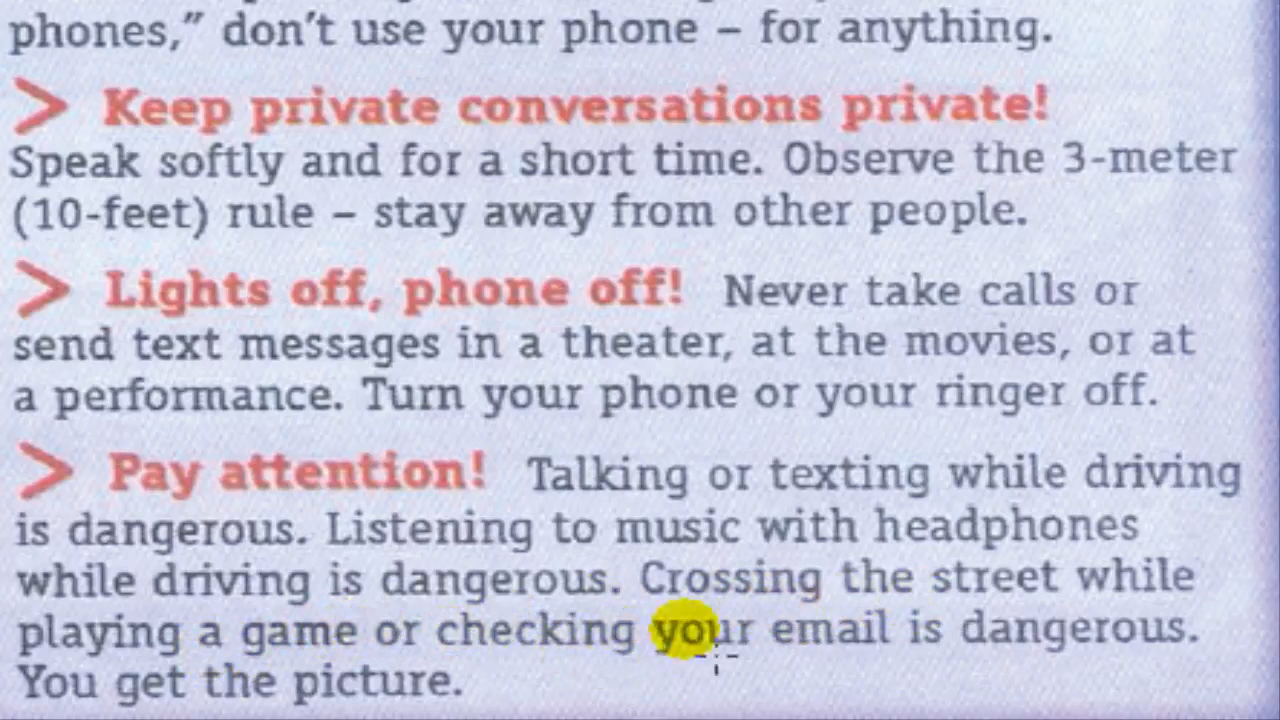 phones,” don’t use your phone – for anything.
> Keep private conversations private!
Speak softly and for a short time. Observe the 3-meter
(10-feet) rule – stay away from other people.
> Lights off, phone off! Never take calls or
send text messages in a theater, at the movies, or at
a performance. Turn your phone or your ringer off.
> Pay attention! Talking or texting while driving
is dangerous. Listening to music with headphones
while driving is dangerous. Crossing the street while
playing a game or checking your email is dangerous.
You get the picture.